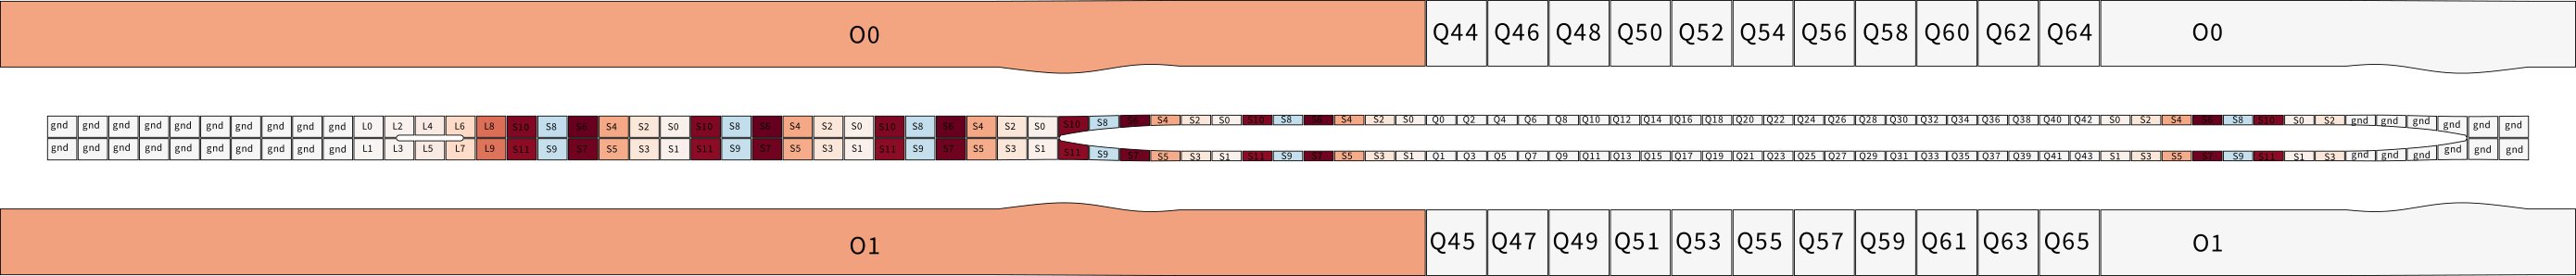 O0 Q44 Q46 Q48 Q50 Q52 Q54 Q56 Q58 Q60 Q62 Q64 O0
gnd gnd gnd gnd gnd gnd gnd gnd gnd gnd L0 L2 L4 L6 L8 S10 S8 S6 S4 S2 S0 S10 S8 S6 S4 S2 S0 S10 S8 S6 S4 S2 S0 S10 S8 S6 S4 S2 S0 S10 S8 S6 S4 S2 S0 Q0 Q2 Q4 Q6 Q8 Q10 Q12 Q14 Q16 Q18 Q20 Q22 Q24 Q26 Q28 Q30 Q32 Q34 Q36 Q38 Q40 Q42 S0 S2 S4 S6 S8 S10 S0 S2 gnd gnd gnd gnd gnd gnd
gnd gnd gnd gnd gnd gnd gnd gnd gnd gnd L1 L3 L5 L7 L9 S11 S9 S7 S5 S3 S1 S11 S9 S7 S5 S3 S1 S11 S9 S7 S5 S3 S1 S11 S9 S7 S5 S3 S1 S11 S9 S7 S5 S3 S1 Q1 Q3 Q5 Q7 Q9 Q11 Q13 Q15 Q17 Q19 Q21 Q23 Q25 Q27 Q29 Q31 Q33 Q35 Q37 Q39 Q41 Q43 S1 S3 S5 S7 S9 S11 S1 S3 gnd gnd gnd gnd gnd gnd
O1 Q45 Q47 Q49 Q51 Q53 Q55 Q57 Q59 Q61 Q63 Q65 O1